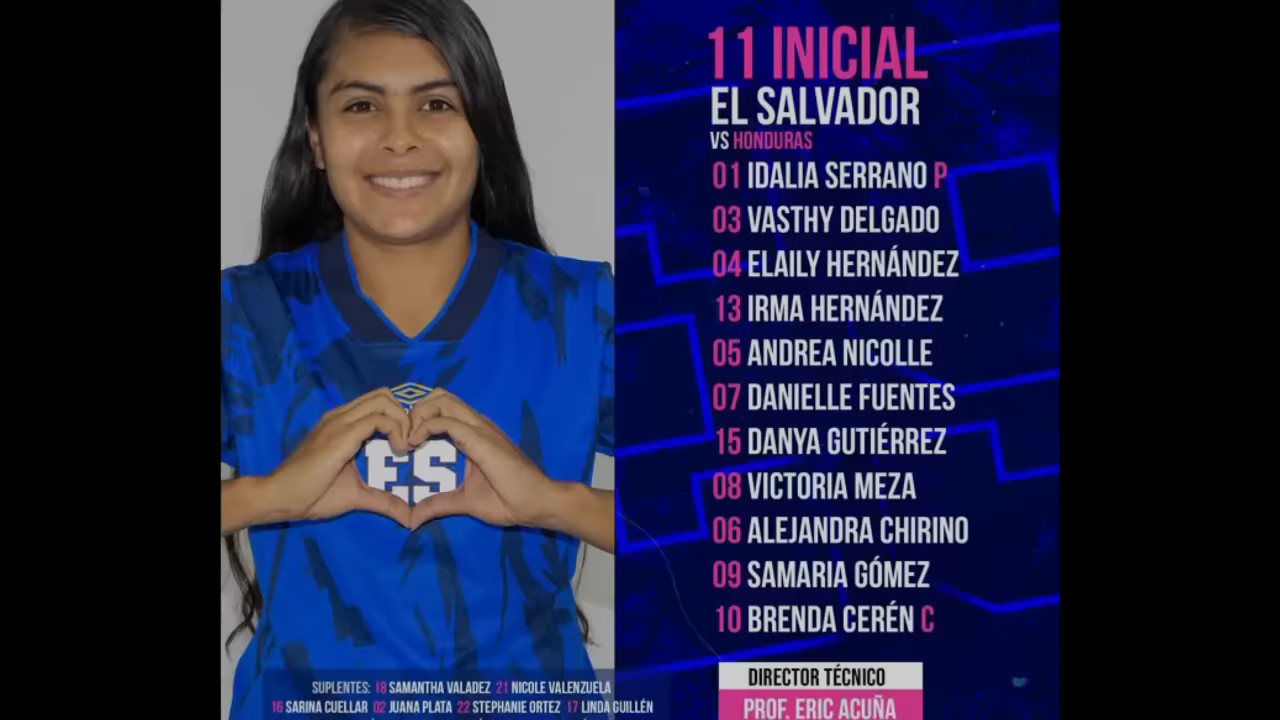 11 INICIAL
EL SALVADOR
VS HONDURAS
01 IDALIA SERRANO P
03 VASTHY DELGADO
04 ELAILY HERNÁNDEZ
13 IRMA HERNÁNDEZ
05 ANDREA NICOLLE
07 DANIELLE FUENTES
15 DANYA GUTIÉRREZ
08 VICTORIA MEZA
06 ALEJANDRA CHIRINO
09 SAMARIA GÓMEZ
10 BRENDA CERÉN C
DIRECTOR TÉCNICO
PROF. ERIC ACUÑA
ES
SUPLENTES: 18 SAMANTHA VALADEZ 21 NICOLE VALENZUELA
16 SARINA CUELLAR 02 JUANA PLATA 22 STEPHANIE ORTEZ 17 LINDA GUILLÉN